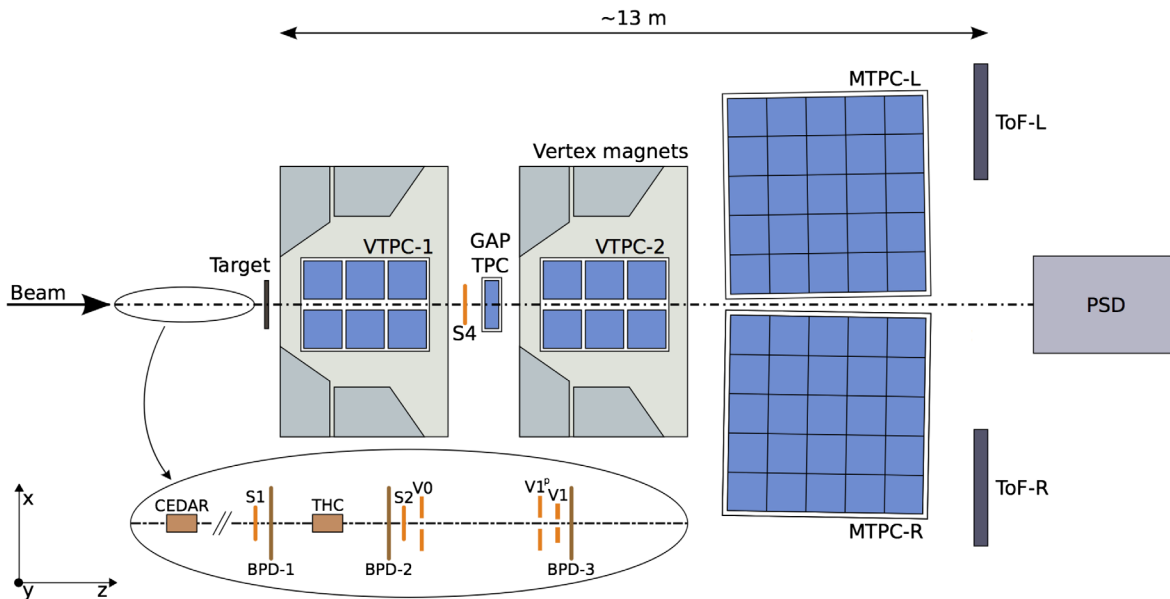 ~13 m
MTPC-L
ToF-L
Vertex magnets
VTPC-1
GAP
TPC
VTPC-2
Target
Beam
PSD
S4
x
y
z
CEDAR
S1
THC
S2
V0
V1ᵖ
V1
BPD-1
BPD-2
BPD-3
ToF-R
MTPC-R